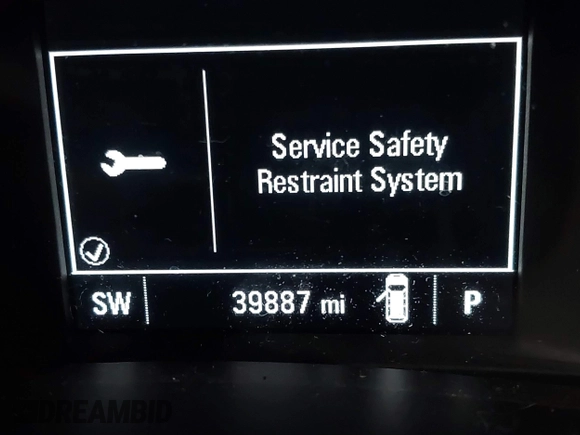 Service Safety
Restraint System
SW 39887 mi P
DREAMBID